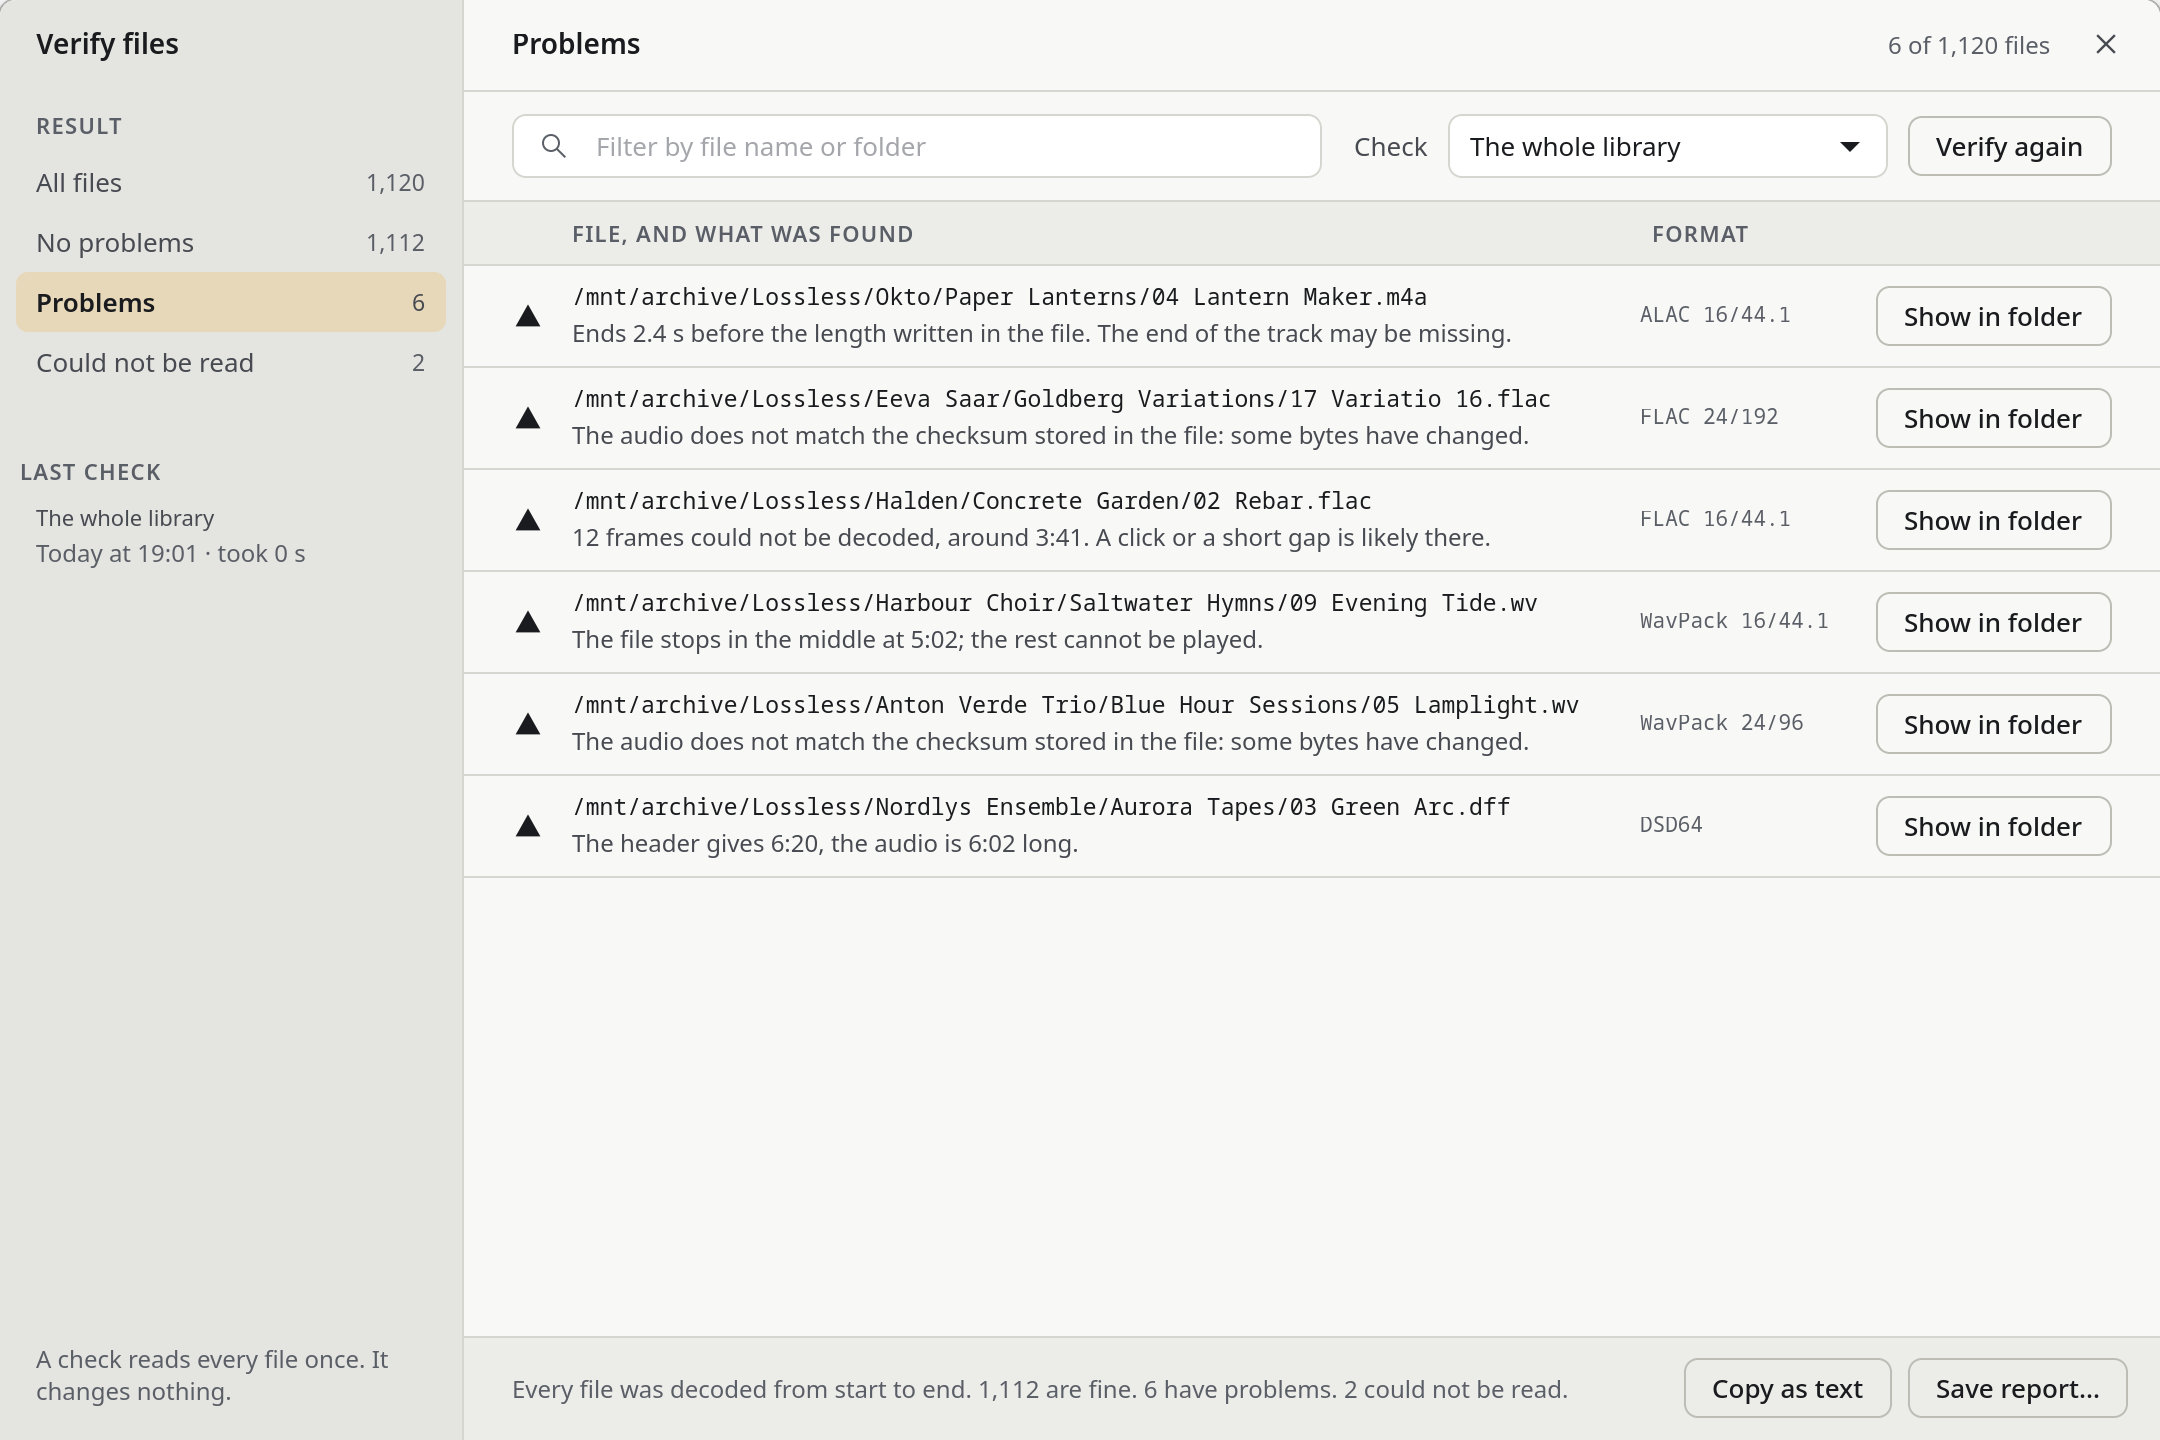 Verify files
RESULT
All files 1,120
No problems 1,112
Problems 6
Could not be read 2
LAST CHECK
The whole library
Today at 19:01 · took 0 s
A check reads every file once. It
changes nothing.
Problems 6 of 1,120 files
Filter by file name or folder Check The whole library Verify again
FILE, AND WHAT WAS FOUND FORMAT
/mnt/archive/Lossless/Okto/Paper Lanterns/04 Lantern Maker.m4a
Ends 2.4 s before the length written in the file. The end of the track may be missing.
ALAC 16/44.1 Show in folder
/mnt/archive/Lossless/Eeva Saar/Goldberg Variations/17 Variatio 16.flac
The audio does not match the checksum stored in the file: some bytes have changed.
FLAC 24/192 Show in folder
/mnt/archive/Lossless/Halden/Concrete Garden/02 Rebar.flac
12 frames could not be decoded, around 3:41. A click or a short gap is likely there.
FLAC 16/44.1 Show in folder
/mnt/archive/Lossless/Harbour Choir/Saltwater Hymns/09 Evening Tide.wv
The file stops in the middle at 5:02; the rest cannot be played.
WavPack 16/44.1 Show in folder
/mnt/archive/Lossless/Anton Verde Trio/Blue Hour Sessions/05 Lamplight.wv
The audio does not match the checksum stored in the file: some bytes have changed.
WavPack 24/96 Show in folder
/mnt/archive/Lossless/Nordlys Ensemble/Aurora Tapes/03 Green Arc.dff
The header gives 6:20, the audio is 6:02 long.
DSD64 Show in folder
Every file was decoded from start to end. 1,112 are fine. 6 have problems. 2 could not be read.
Copy as text Save report...